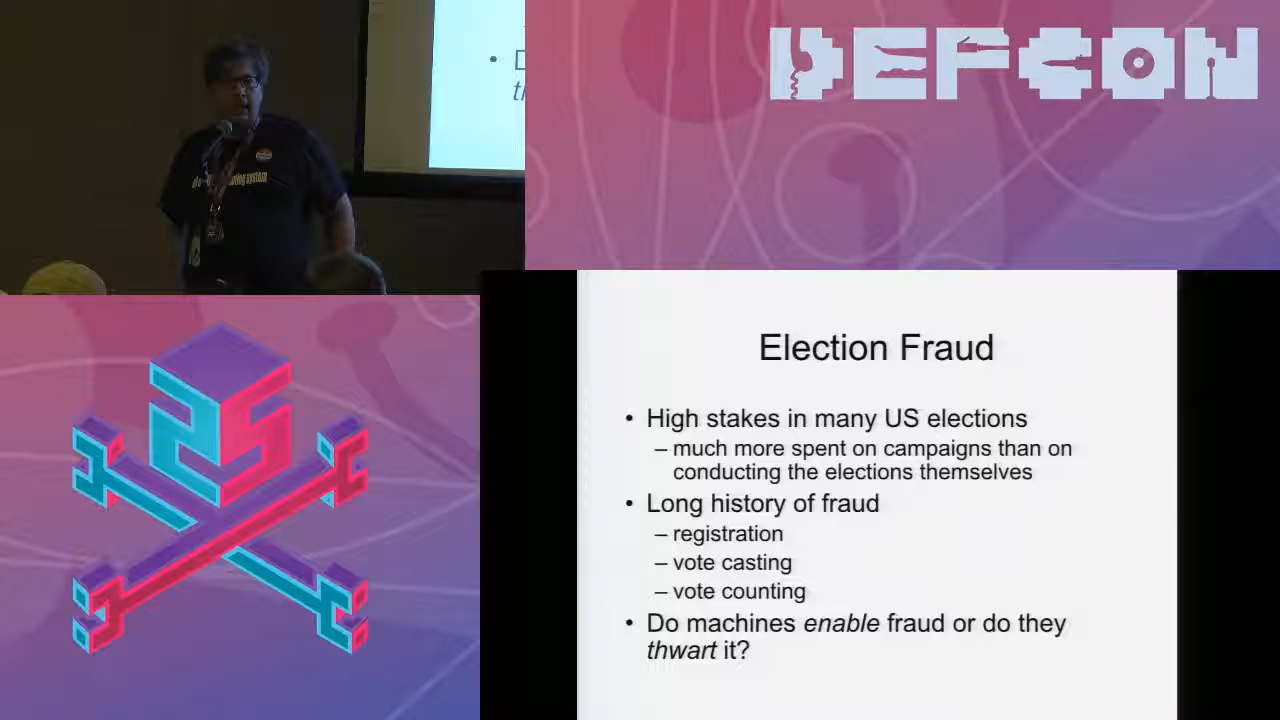 DEFCON
25
Election Fraud
• High stakes in many US elections
– much more spent on campaigns than on
conducting the elections themselves
• Long history of fraud
– registration
– vote casting
– vote counting
• Do machines enable fraud or do they
thwart it?